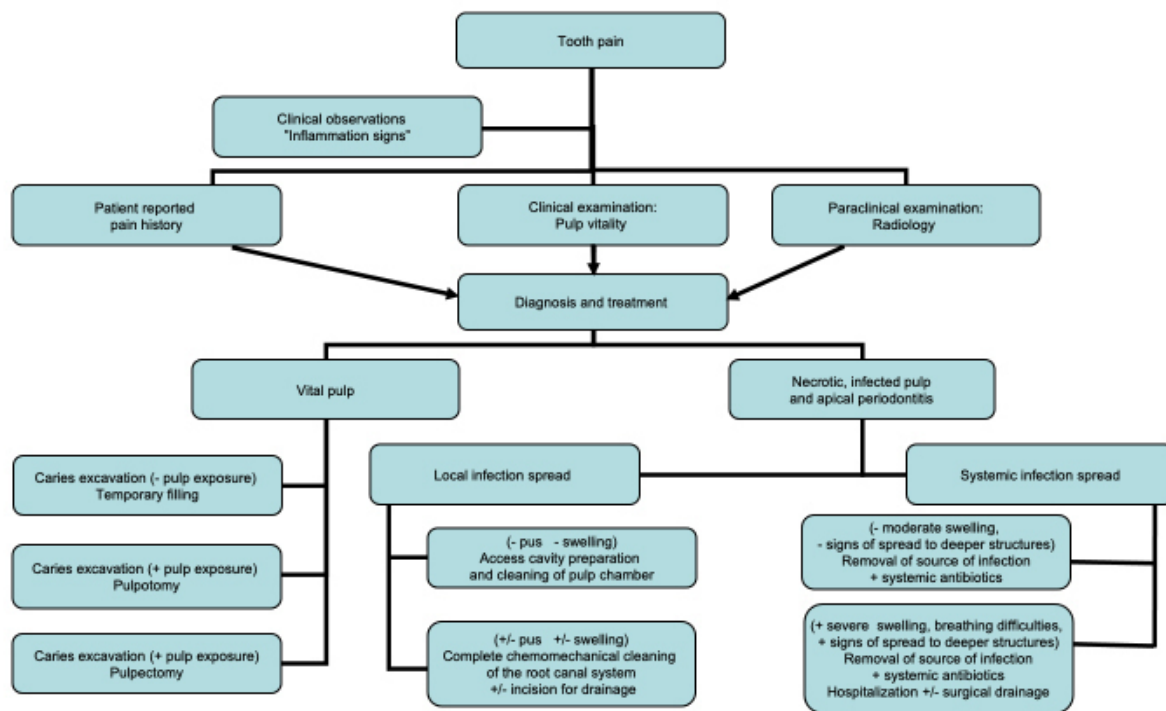 Tooth pain
Clinical observations
"Inflammation signs"
Patient reported
pain history
Clinical examination:
Pulp vitality
Paraclinical examination:
Radiology
Diagnosis and treatment
Vital pulp
Necrotic, infected pulp
and apical periodontitis
Caries excavation (- pulp exposure)
Temporary filling
Caries excavation (+ pulp exposure)
Pulpotomy
Caries excavation (+ pulp exposure)
Pulpectomy
Local infection spread
(- pus - swelling)
Access cavity preparation
and cleaning of pulp chamber
(+/- pus +/- swelling)
Complete chemomechanical cleaning
of the root canal system
+/- incision for drainage
Systemic infection spread
(- moderate swelling,
- signs of spread to deeper structures)
Removal of source of infection
+ systemic antibiotics
(+ severe swelling, breathing difficulties,
+ signs of spread to deeper structures)
Removal of source of infection
+ systemic antibiotics
Hospitalization +/- surgical drainage